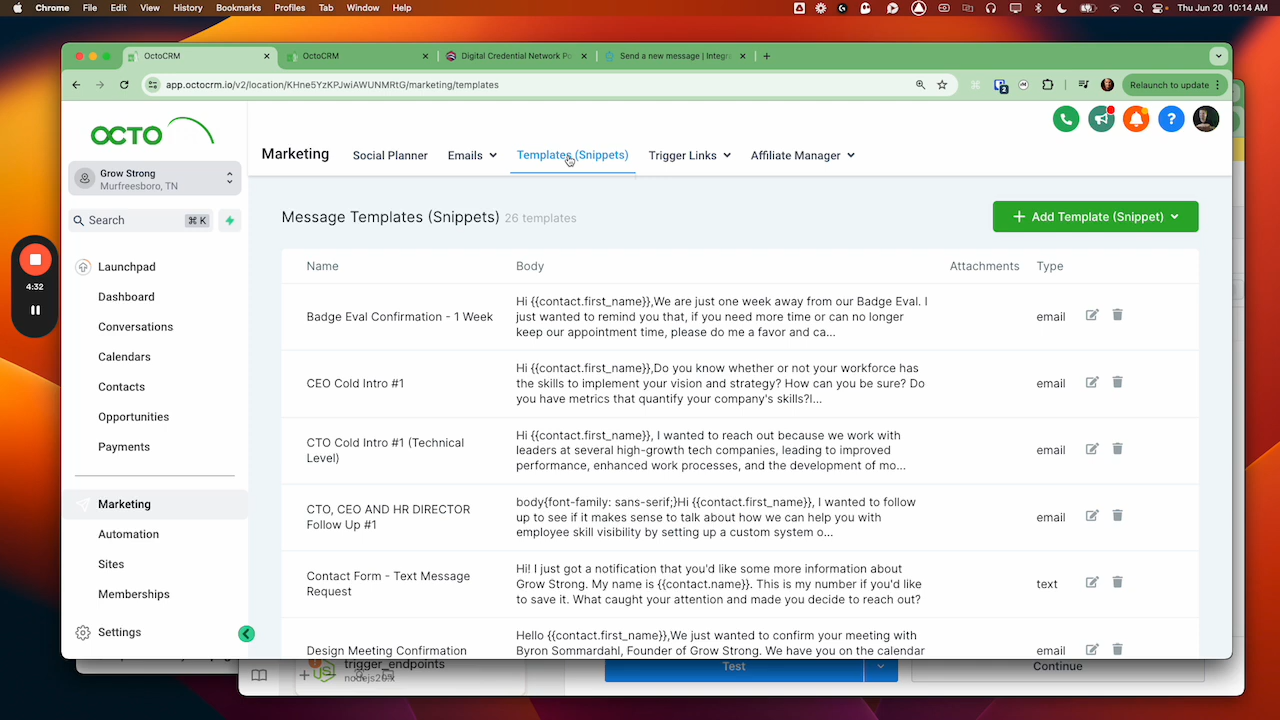 Chrome File Edit View History Bookmarks Profiles Tab Window Help
Thu Jun 20 10:14 AM
OctoCRM
OctoCRM
Digital Credential Network Po
Send a new message | Integra
app.octocrm.io/v2/location/KHne5YzKPJwiAWUNMRtG/marketing/templates
2
Relaunch to update
OCTO
Grow Strong
Murfreesboro, TN
Search ⌘ K
Launchpad
Dashboard
Conversations
Calendars
Contacts
Opportunities
Payments
Marketing
Automation
Sites
Memberships
Settings
4:32
Marketing
Social Planner
Emails
Templates (Snippets)
Trigger Links
Affiliate Manager
?
Message Templates (Snippets) 26 templates
+ Add Template (Snippet)
Name Body Attachments Type
Badge Eval Confirmation - 1 Week
Hi {{contact.first_name}},We are just one week away from our Badge Eval. I
just wanted to remind you that, if you need more time or can no longer
keep our appointment time, please do me a favor and ca...
email
CEO Cold Intro #1
Hi {{contact.first_name}},Do you know whether or not your workforce has
the skills to implement your vision and strategy? How can you be sure? Do
you have metrics that quantify your company's skills?I...
email
CTO Cold Intro #1 (Technical
Level)
Hi {{contact.first_name}}, I wanted to reach out because we work with
leaders at several high-growth tech companies, leading to improved
performance, enhanced work processes, and the development of mo...
email
CTO, CEO AND HR DIRECTOR
Follow Up #1
body{font-family: sans-serif;}Hi {{contact.first_name}}, I wanted to follow
up to see if it makes sense to talk about how we can help you with
employee skill visibility by setting up a custom system o...
email
Contact Form - Text Message
Request
Hi! I just got a notification that you'd like some more information about
Grow Strong. My name is {{contact.name}}. This is my number if you'd like
to save it. What caught your attention and made you decide to reach out?
text
Design Meeting Confirmation
Hello {{contact.first_name}},We just wanted to confirm your meeting with
Byron Sommardahl, Founder of Grow Strong. We have you on the calendar
email
trigger_endpoints
Test
Continue